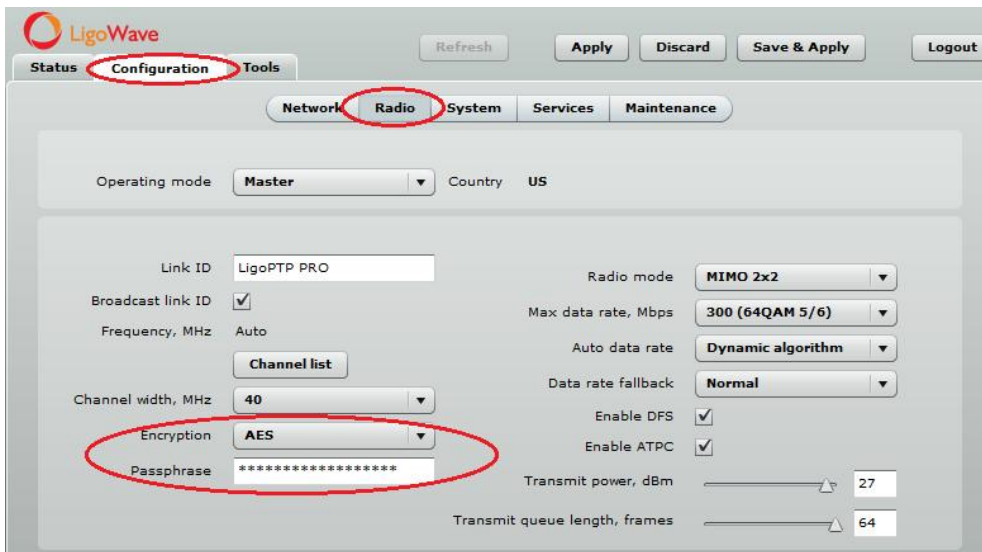 LigoWave
Refresh Apply Discard Save & Apply Logout
Status Configuration Tools
Network Radio System Services Maintenance
Operating mode Master Country US
Link ID LigoPTP PRO
Broadcast link ID
Frequency, MHz Auto
Channel list
Channel width, MHz 40
Encryption AES
Passphrase ******************
Radio mode MIMO 2x2
Max data rate, Mbps 300 (64QAM 5/6)
Auto data rate Dynamic algorithm
Data rate fallback Normal
Enable DFS
Enable ATPC
Transmit power, dBm 27
Transmit queue length, frames 64